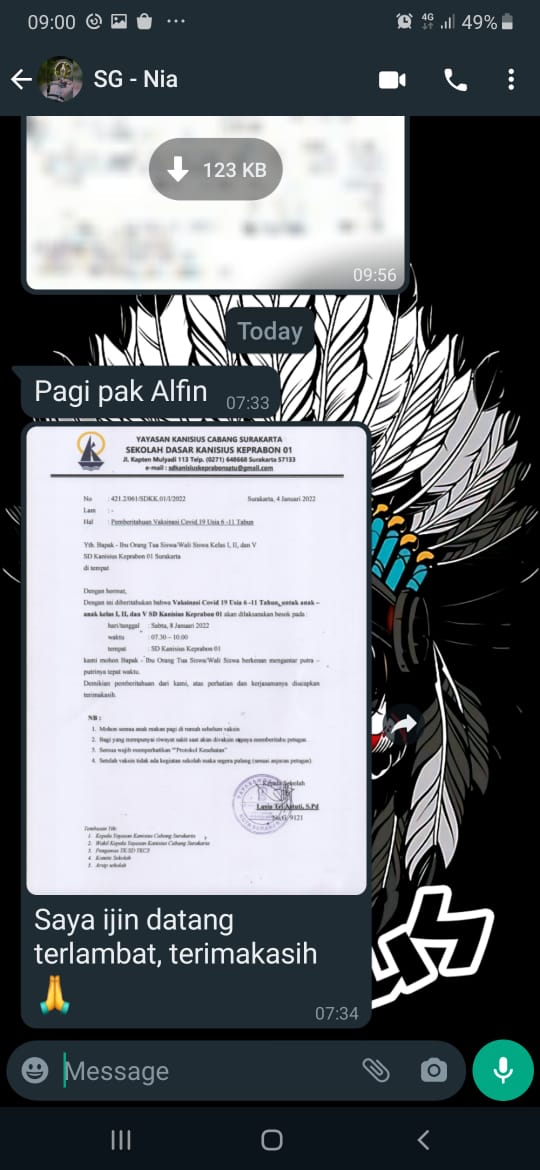 09:00
4G
49%
SG - Nia
123 KB
09:56
Today
Pagi pak Alfin
07:33
YAYASAN KANISIUS CABANG SURAKARTA
SEKOLAH DASAR KANISIUS KEPRABON 01
Jl. Kapten Mulyadi 113 Telp. (0271) 648668 Surakarta 57133
e-mail : sdkanisiuskeprabonsatu@gmail.com
No : 421.2/061/SDKK.01/I/2022 Surakarta, 4 Januari 2022
Lam : -
Hal : Pemberitahuan Vaksinasi Covid 19 Usia 6 -11 Tahun
Yth. Bapak - Ibu Orang Tua Siswa/Wali Siswa Kelas I, II, dan V
SD Kanisius Keprabon 01 Surakarta
di tempat
Dengan hormat,
Dengan ini diberitahukan bahwa Vaksinasi Covid 19 Usia 6 -11 Tahun, untuk anak –
anak kelas I, II, dan V SD Kanisius Keprabon 01 akan dilaksanakan besok pada :
hari/tanggal : Sabtu, 8 Januari 2022
waktu : 07.30 – 10.00
tempat : SD Kanisius Keprabon 01
kami mohon Bapak - Ibu Orang Tua Siswa/Wali Siswa berkenan mengantar putra –
putrinya tepat waktu.
Demikian pemberitahuan dari kami, atas perhatian dan kerjasamanya diucapkan
terimakasih.
NB :
1. Mohon semua anak makan pagi di rumah sebelum vaksin
2. Bagi yang mempunyai riwayat sakit saat akan divaksin supaya memberitahu petugas
3. Semua wajib memperhatikan "Protokol Kesehatan"
4. Setelah vaksin tidak ada kegiatan sekolah maka segera pulang (sesuai anjuran petugas)
Kepala Sekolah
Lusia Tri Astuti, S.Pd
9121
Tembusan Yth:
1. Kepala Yayasan Kanisius Cabang Surakarta
2. Wakil Kepala Yayasan Kanisius Cabang Surakarta
3. Pengawas
4. Komite Sekolah
5. Arsip sekolah
Saya ijin datang
terlambat, terimakasih
🙏
07:34
Message